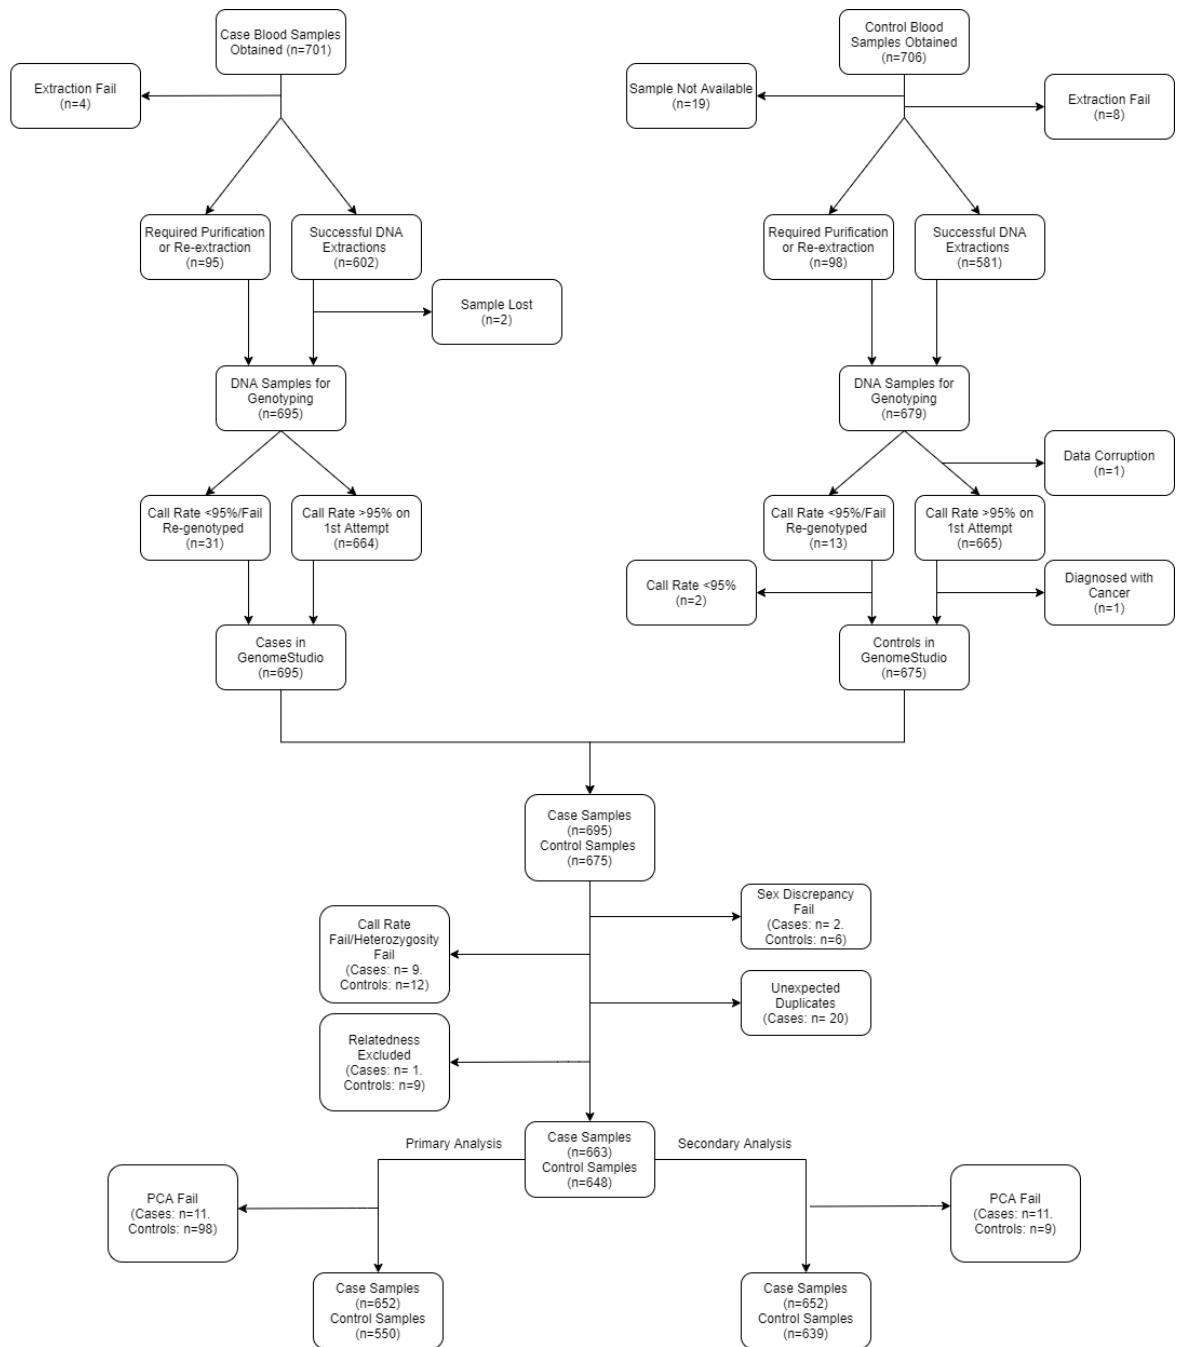 Case Blood Samples
Obtained (n=701)
Control Blood
Samples Obtained
(n=706)
Extraction Fail
(n=4)
Sample Not Available
(n=19)
Extraction Fail
(n=8)
Required Purification
or Re-extraction
(n=95)
Successful DNA
Extractions
(n=602)
Required Purification
or Re-extraction
(n=98)
Successful DNA
Extractions
(n=581)
Sample Lost
(n=2)
DNA Samples for
Genotyping
(n=695)
DNA Samples for
Genotyping
(n=679)
Data Corruption
(n=1)
Call Rate <95%/Fail
Re-genotyped
(n=31)
Call Rate >95% on
1st Attempt
(n=664)
Call Rate <95%/Fail
Re-genotyped
(n=13)
Call Rate >95% on
1st Attempt
(n=665)
Call Rate <95%
(n=2)
Diagnosed with
Cancer
(n=1)
Cases in
GenomeStudio
(n=695)
Controls in
GenomeStudio
(n=675)
Case Samples
(n=695)
Control Samples
(n=675)
Sex Discrepancy
Fail
(Cases: n= 2.
Controls: n=6)
Call Rate
Fail/Heterozygosity
Fail
(Cases: n= 9.
Controls: n=12)
Unexpected
Duplicates
(Cases: n= 20)
Relatedness
Excluded
(Cases: n= 1.
Controls: n=9)
Case Samples
(n=663)
Control Samples
(n=648)
Primary Analysis
Secondary Analysis
PCA Fail
(Cases: n=11.
Controls: n=98)
PCA Fail
(Cases: n=11.
Controls: n=9)
Case Samples
(n=652)
Control Samples
(n=550)
Case Samples
(n=652)
Control Samples
(n=639)